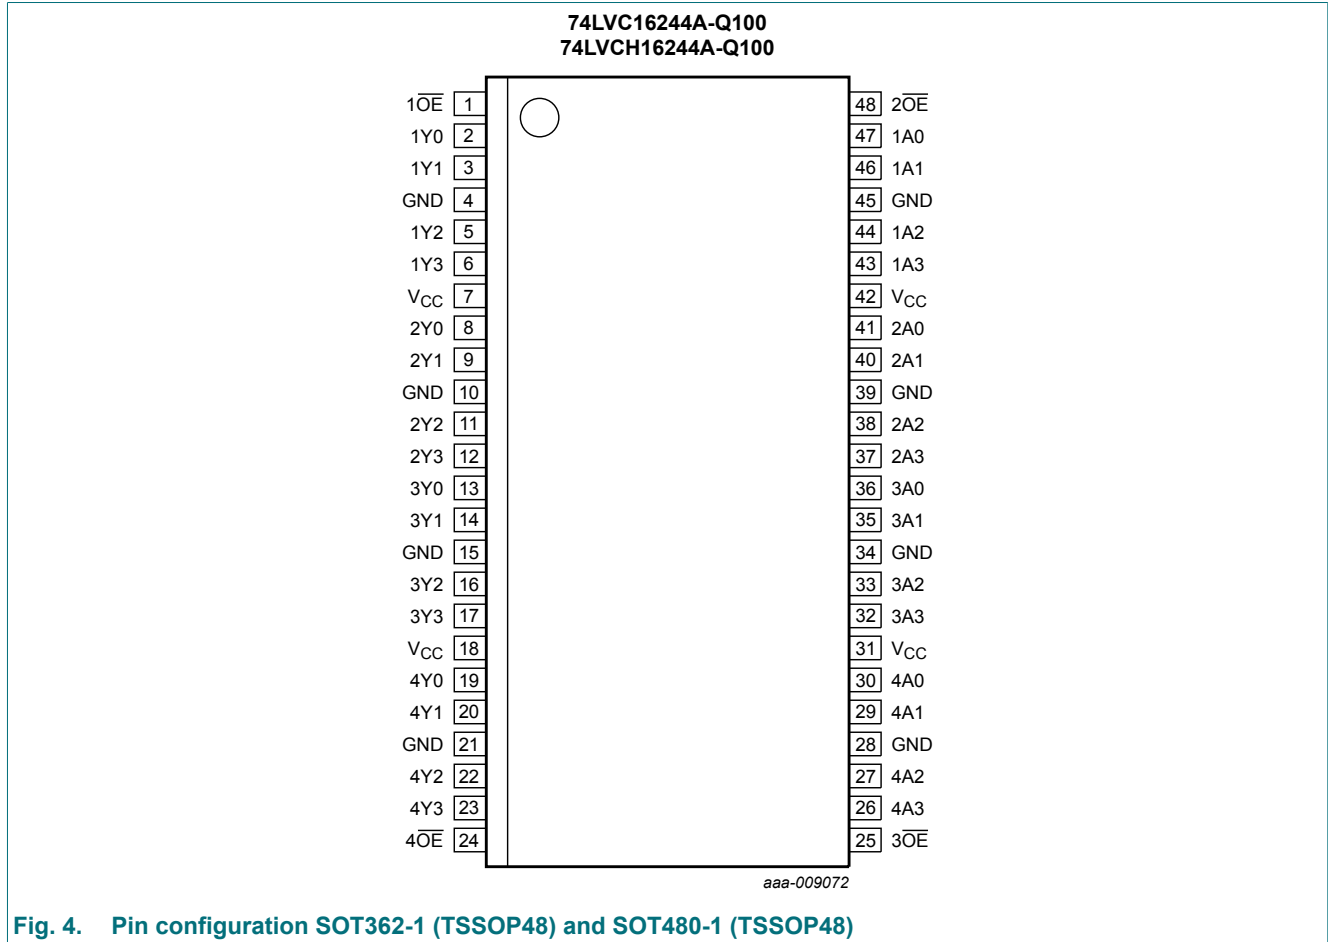 74LVC16244A-Q100
74LVCH16244A-Q100
1O̅E̅ 1 48 2O̅E̅
1Y0 2 47 1A0
1Y1 3 46 1A1
GND 4 45 GND
1Y2 5 44 1A2
1Y3 6 43 1A3
VCC 7 42 VCC
2Y0 8 41 2A0
2Y1 9 40 2A1
GND 10 39 GND
2Y2 11 38 2A2
2Y3 12 37 2A3
3Y0 13 36 3A0
3Y1 14 35 3A1
GND 15 34 GND
3Y2 16 33 3A2
3Y3 17 32 3A3
VCC 18 31 VCC
4Y0 19 30 4A0
4Y1 20 29 4A1
GND 21 28 GND
4Y2 22 27 4A2
4Y3 23 26 4A3
4O̅E̅ 24 25 3O̅E̅
aaa-009072
Fig. 4. Pin configuration SOT362-1 (TSSOP48) and SOT480-1 (TSSOP48)